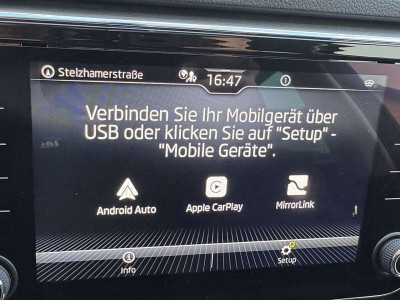 Stelzhamerstraße 16:47
Verbinden Sie Ihr Mobilgerät über
USB oder klicken Sie auf "Setup" -
"Mobile Geräte".
Android Auto Apple CarPlay MirrorLink
Info Setup